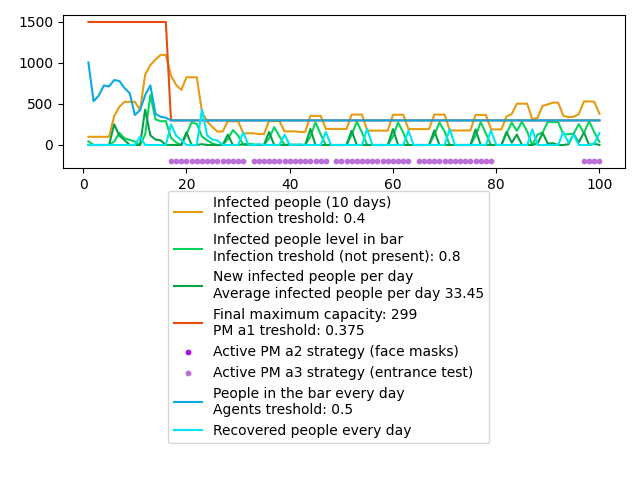 1500
1000
500
0
0
20
40
60
80
100
Infected people (10 days)
Infection treshold: 0.4
Infected people level in bar
Infection treshold (not present): 0.8
New infected people per day
Average infected people per day 33.45
Final maximum capacity: 299
PM a1 treshold: 0.375
Active PM a2 strategy (face masks)
Active PM a3 strategy (entrance test)
People in the bar every day
Agents treshold: 0.5
Recovered people every day